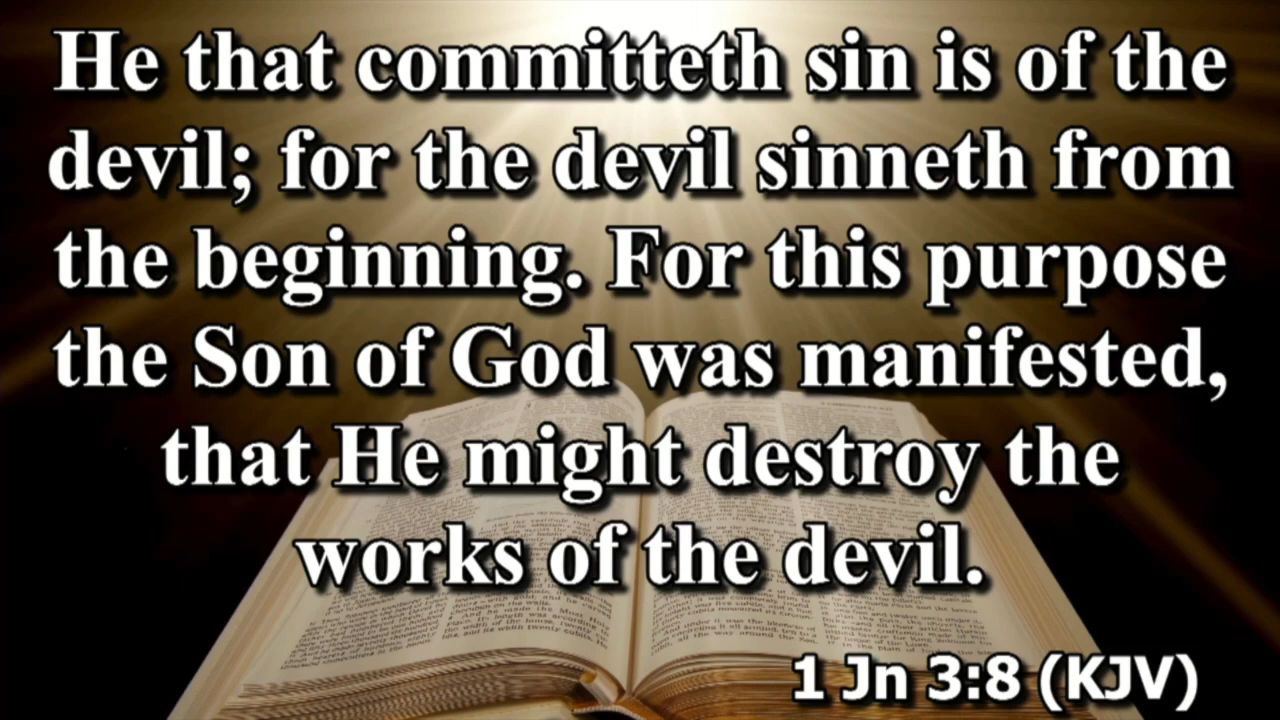 He that committeth sin is of the
devil; for the devil sinneth from
the beginning. For this purpose
the Son of God was manifested,
that He might destroy the
works of the devil.
1 Jn 3:8 (KJV)